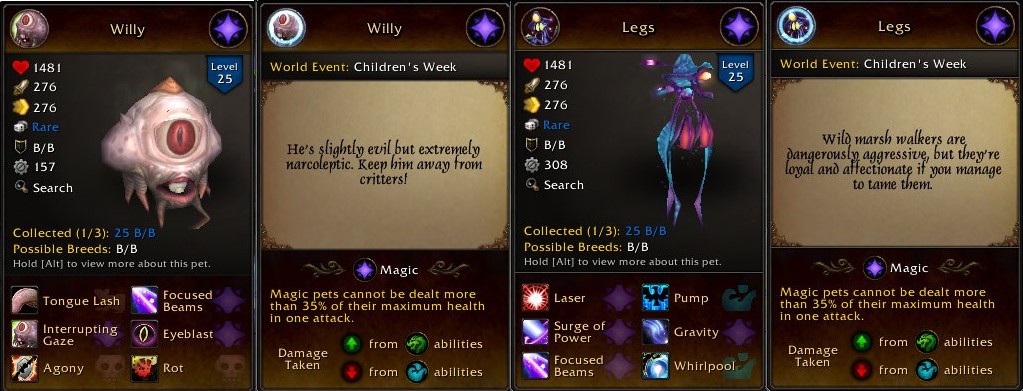 Willy
Level
25
1481
276
276
Rare
B/B
157
Search
Collected (1/3): 25 B/B
Possible Breeds: B/B
Hold [Alt] to view more about this pet.
Tongue Lash
Focused Beams
Interrupting Gaze
Eyeblast
Agony
Rot
Willy
World Event: Children's Week
He's slightly evil but extremely
narcoleptic. Keep him away from
critters!
Magic
Magic pets cannot be dealt more
than 35% of their maximum health
in one attack.
Damage Taken
from abilities
from abilities
Legs
Level
25
1481
276
276
Rare
B/B
308
Search
Collected (1/3): 25 B/B
Possible Breeds: B/B
Hold [Alt] to view more about this pet.
Laser
Pump
Surge of Power
Gravity
Focused Beams
Whirlpool
Legs
World Event: Children's Week
Wild marsh walkers are
dangerously aggressive, but they're
loyal and affectionate if you manage
to tame them.
Magic
Magic pets cannot be dealt more
than 35% of their maximum health
in one attack.
Damage Taken
from abilities
from abilities